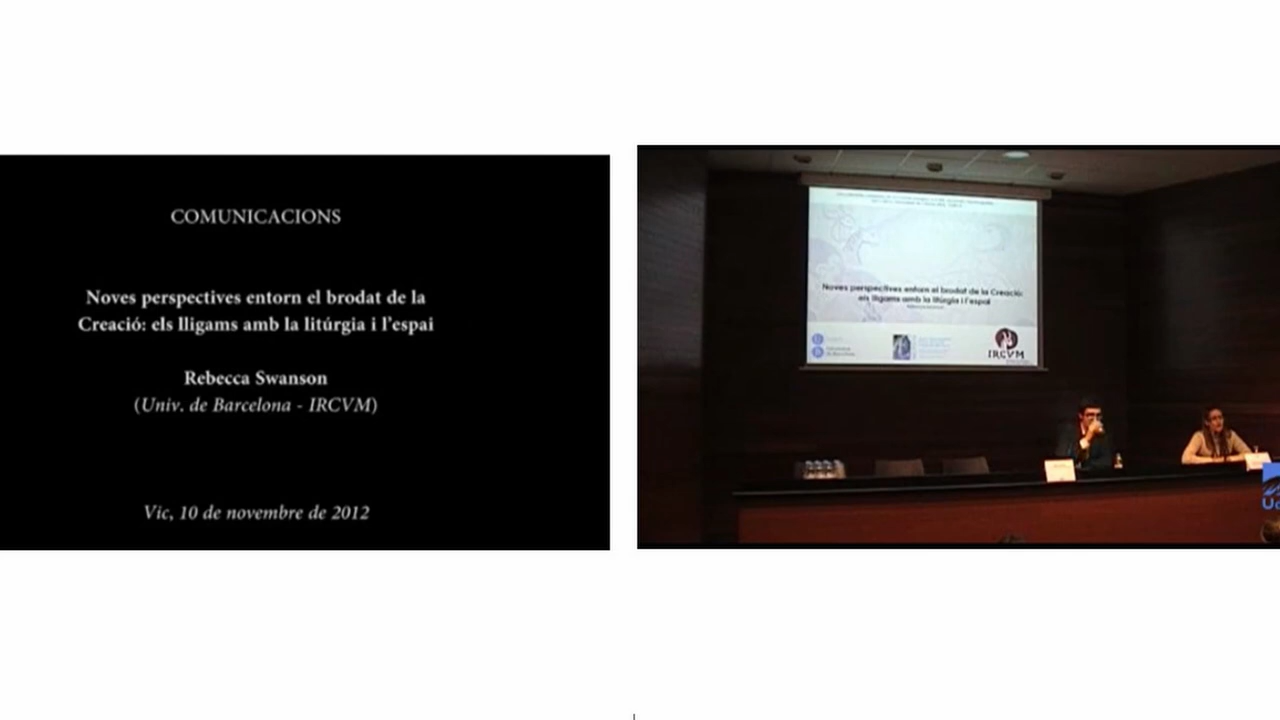 COMUNICACIONS
Noves perspectives entorn el brodat de la
Creació: els lligams amb la litúrgia i l'espai
Rebecca Swanson
(Univ. de Barcelona - IRCVM)
Vic, 10 de novembre de 2012
Noves perspectives entorn el brodat de la Creació:
els lligams amb la litúrgia i l'espai
IRCVM